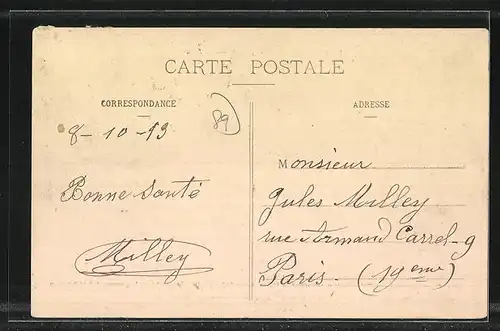 CARTE POSTALE
CORRESPONDANCE
89
8-10-13
Bonne santé
Milley
ADRESSE
Monsieur
Jules Milley
rue Armand Carrel-9
Paris. (19eme)